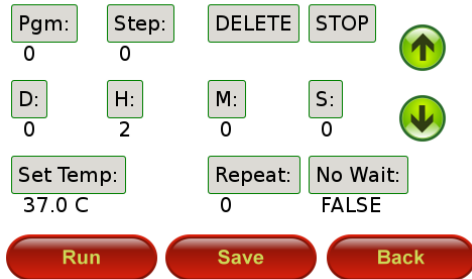 Pgm: Step: DELETE STOP
0 0
D: H: M: S:
0 2 0 0
Set Temp: Repeat: No Wait:
37.0 C 0 FALSE
Run Save Back